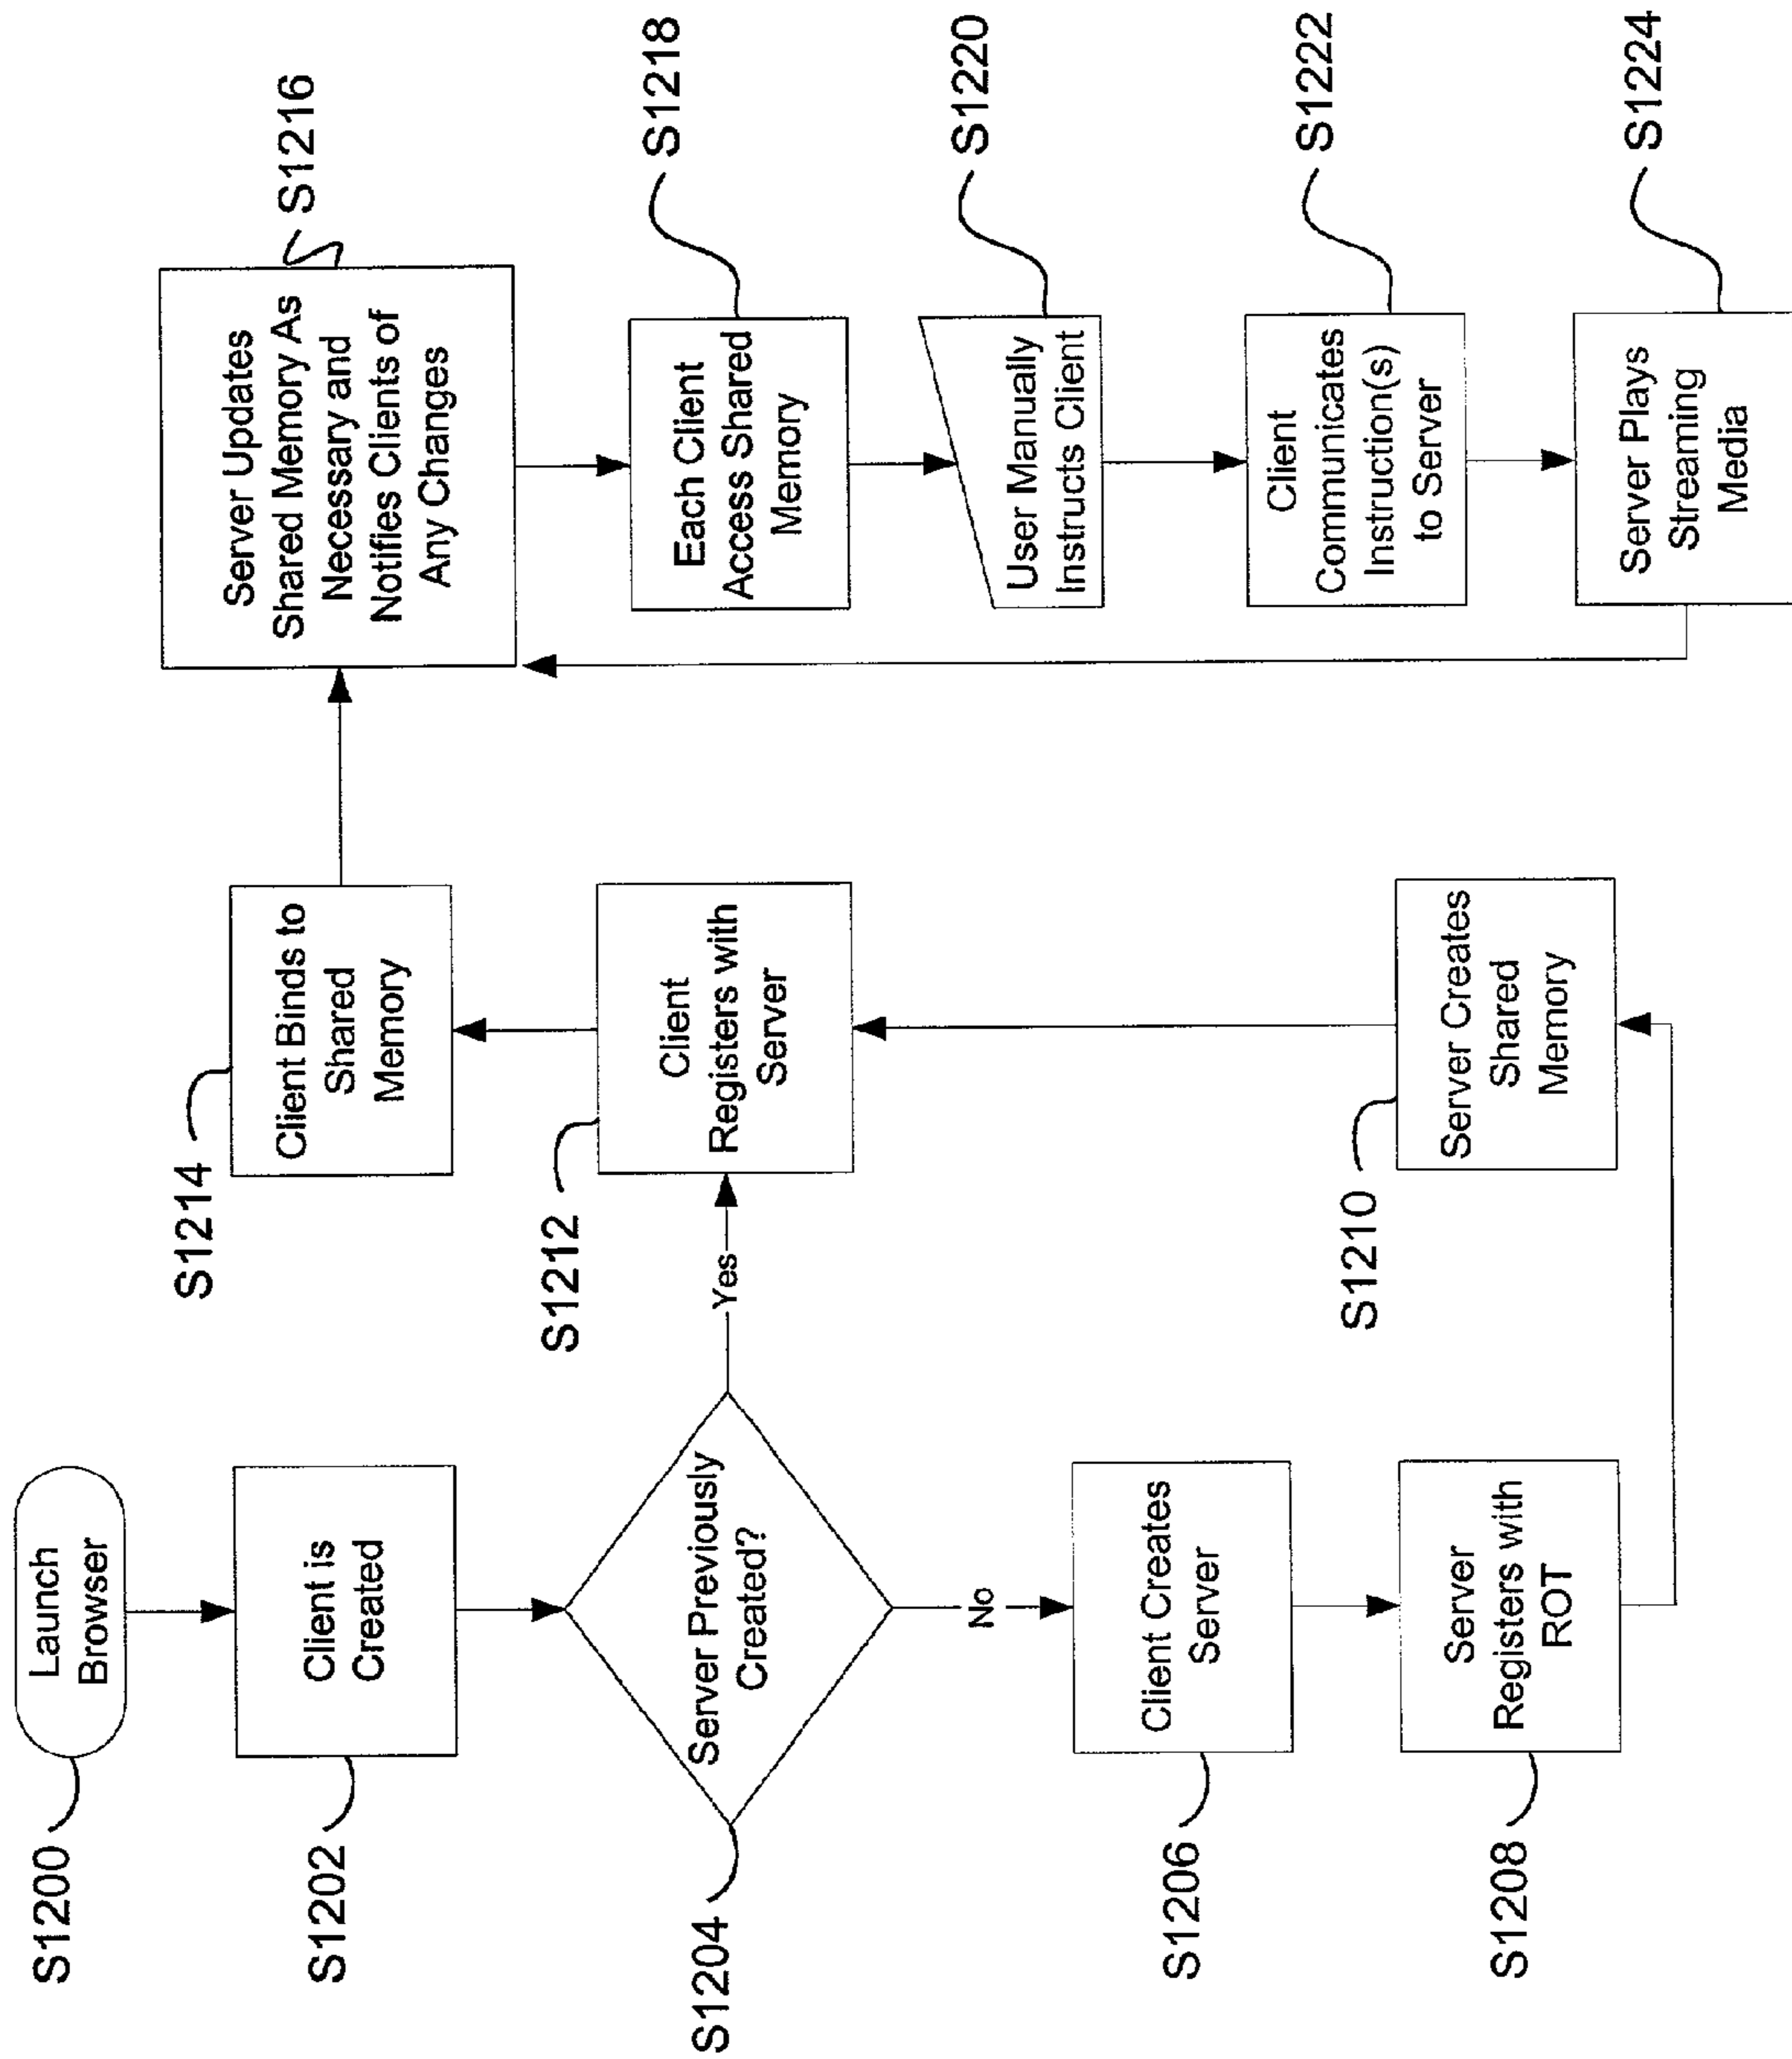 S1200
Launch
Browser
S1202
Client is
Created
S1204
Server Previously
Created?
Yes
No
S1206
Client Creates
Server
S1208
Server
Registers with
ROT
S1210
Server Creates
Shared
Memory
S1212
Client
Registers with
Server
S1214
Client Binds to
Shared
Memory
S1216
Server Updates
Shared Memory As
Necessary and
Notifies Clients of
Any Changes
S1218
Each Client
Access Shared
Memory
S1220
User Manually
Instructs Client
S1222
Client
Communicates
Instruction(s)
to Server
S1224
Server Plays
Streaming
Media